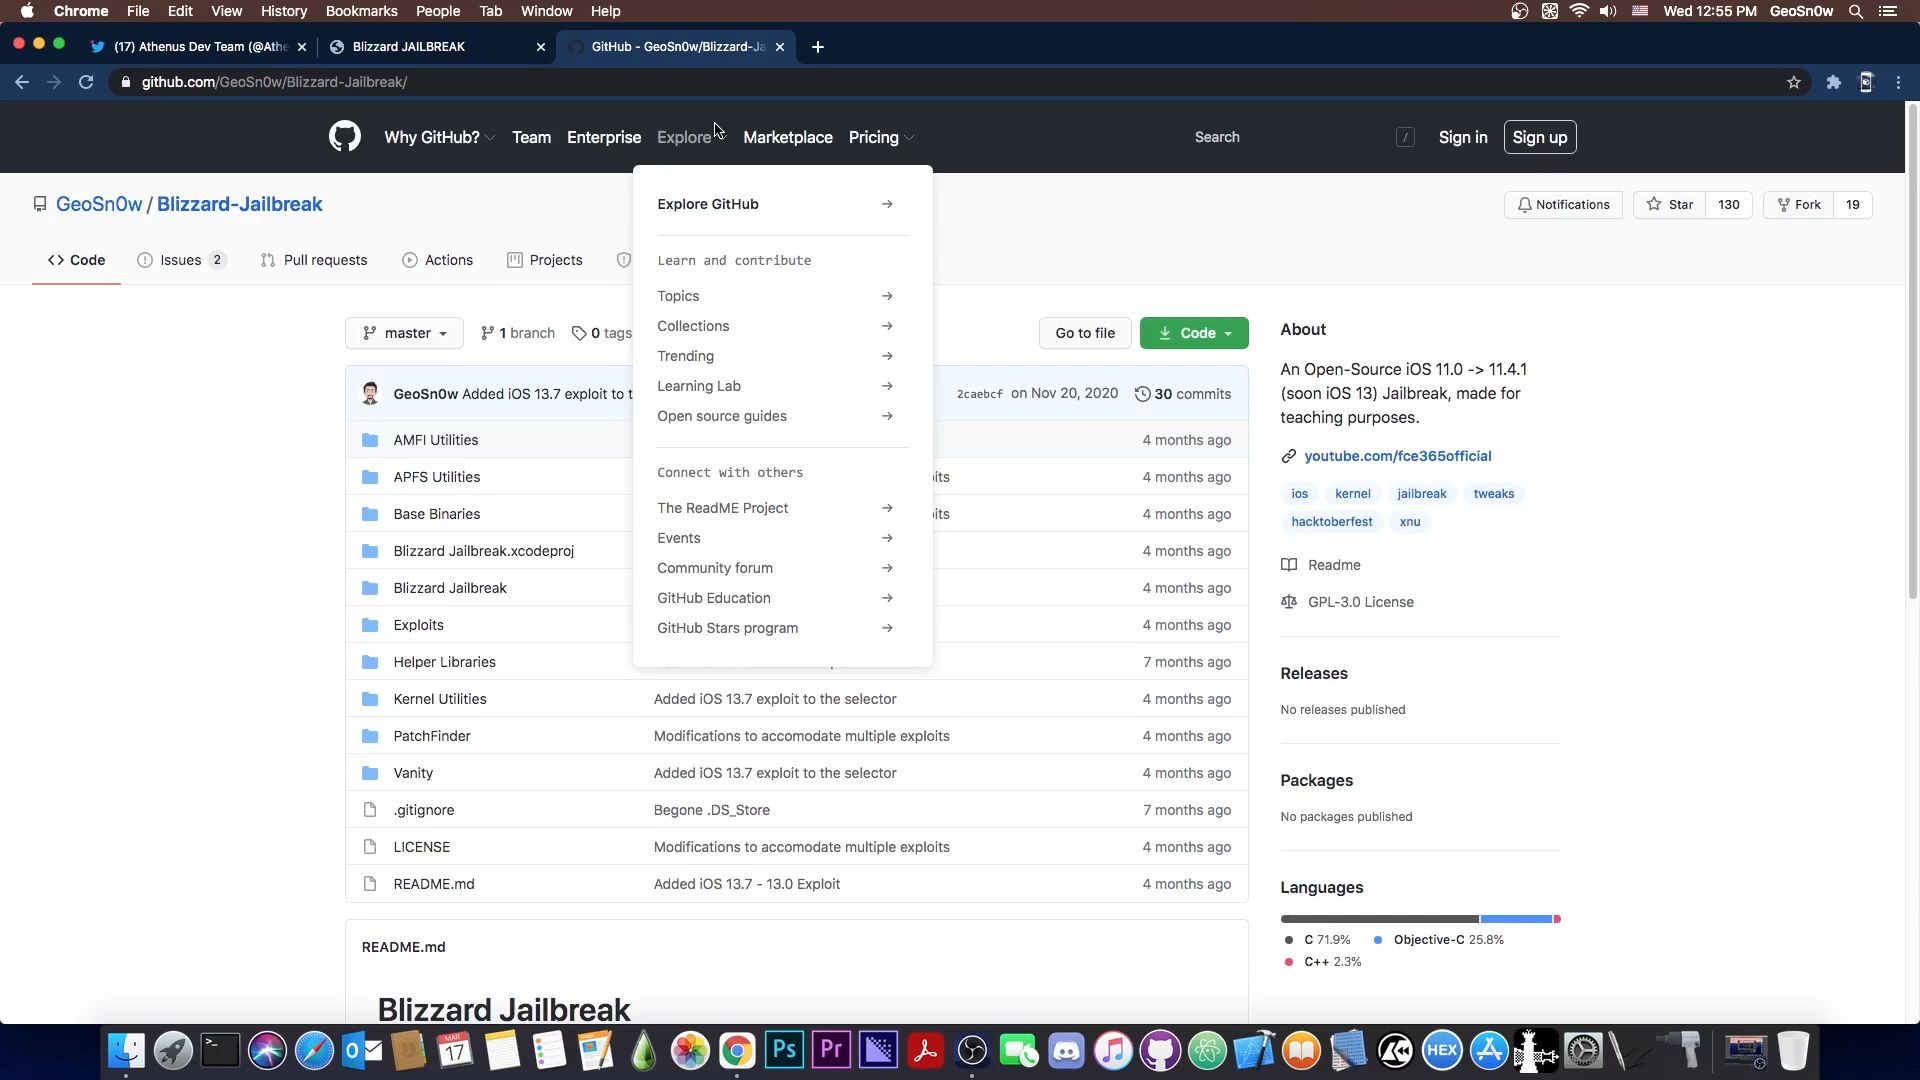 Chrome File Edit View History Bookmarks People Tab Window Help Wed 12:55 PM GeoSn0w
(17) Athenus Dev Team (@Athe Blizzard JAILBREAK GitHub - GeoSn0w/Blizzard-Ja
github.com/GeoSn0w/Blizzard-Jailbreak/
Why GitHub? Team Enterprise Explore Marketplace Pricing Search / Sign in Sign up
GeoSn0w / Blizzard-Jailbreak Notifications Star 130 Fork 19
Code Issues 2 Pull requests Actions Projects
Explore GitHub
Learn and contribute
Topics
Collections
Trending
Learning Lab
Open source guides
Connect with others
The ReadME Project
Events
Community forum
GitHub Education
GitHub Stars program
master 1 branch 0 tags Go to file Code
GeoSn0w Added iOS 13.7 exploit to t 2caebcf on Nov 20, 2020 30 commits
AMFI Utilities 4 months ago
APFS Utilities its 4 months ago
Base Binaries its 4 months ago
Blizzard Jailbreak.xcodeproj 4 months ago
Blizzard Jailbreak 4 months ago
Exploits 4 months ago
Helper Libraries 7 months ago
Kernel Utilities Added iOS 13.7 exploit to the selector 4 months ago
PatchFinder Modifications to accomodate multiple exploits 4 months ago
Vanity Added iOS 13.7 exploit to the selector 4 months ago
.gitignore Begone .DS_Store 7 months ago
LICENSE Modifications to accomodate multiple exploits 4 months ago
README.md Added iOS 13.7 - 13.0 Exploit 4 months ago
README.md
Blizzard Jailbreak
About
An Open-Source iOS 11.0 -> 11.4.1
(soon iOS 13) Jailbreak, made for
teaching purposes.
youtube.com/fce365official
ios kernel jailbreak tweaks
hacktoberfest xnu
Readme
GPL-3.0 License
Releases
No releases published
Packages
No packages published
Languages
C 71.9% Objective-C 25.8%
C++ 2.3%
MAR
17
Ps Pr HEX